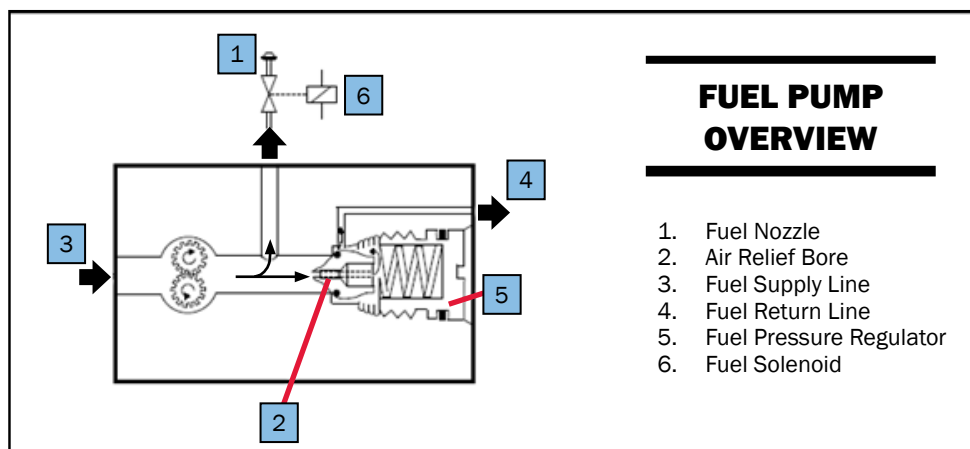 1
6
4
3
5
2
FUEL PUMP
OVERVIEW
1. Fuel Nozzle
2. Air Relief Bore
3. Fuel Supply Line
4. Fuel Return Line
5. Fuel Pressure Regulator
6. Fuel Solenoid